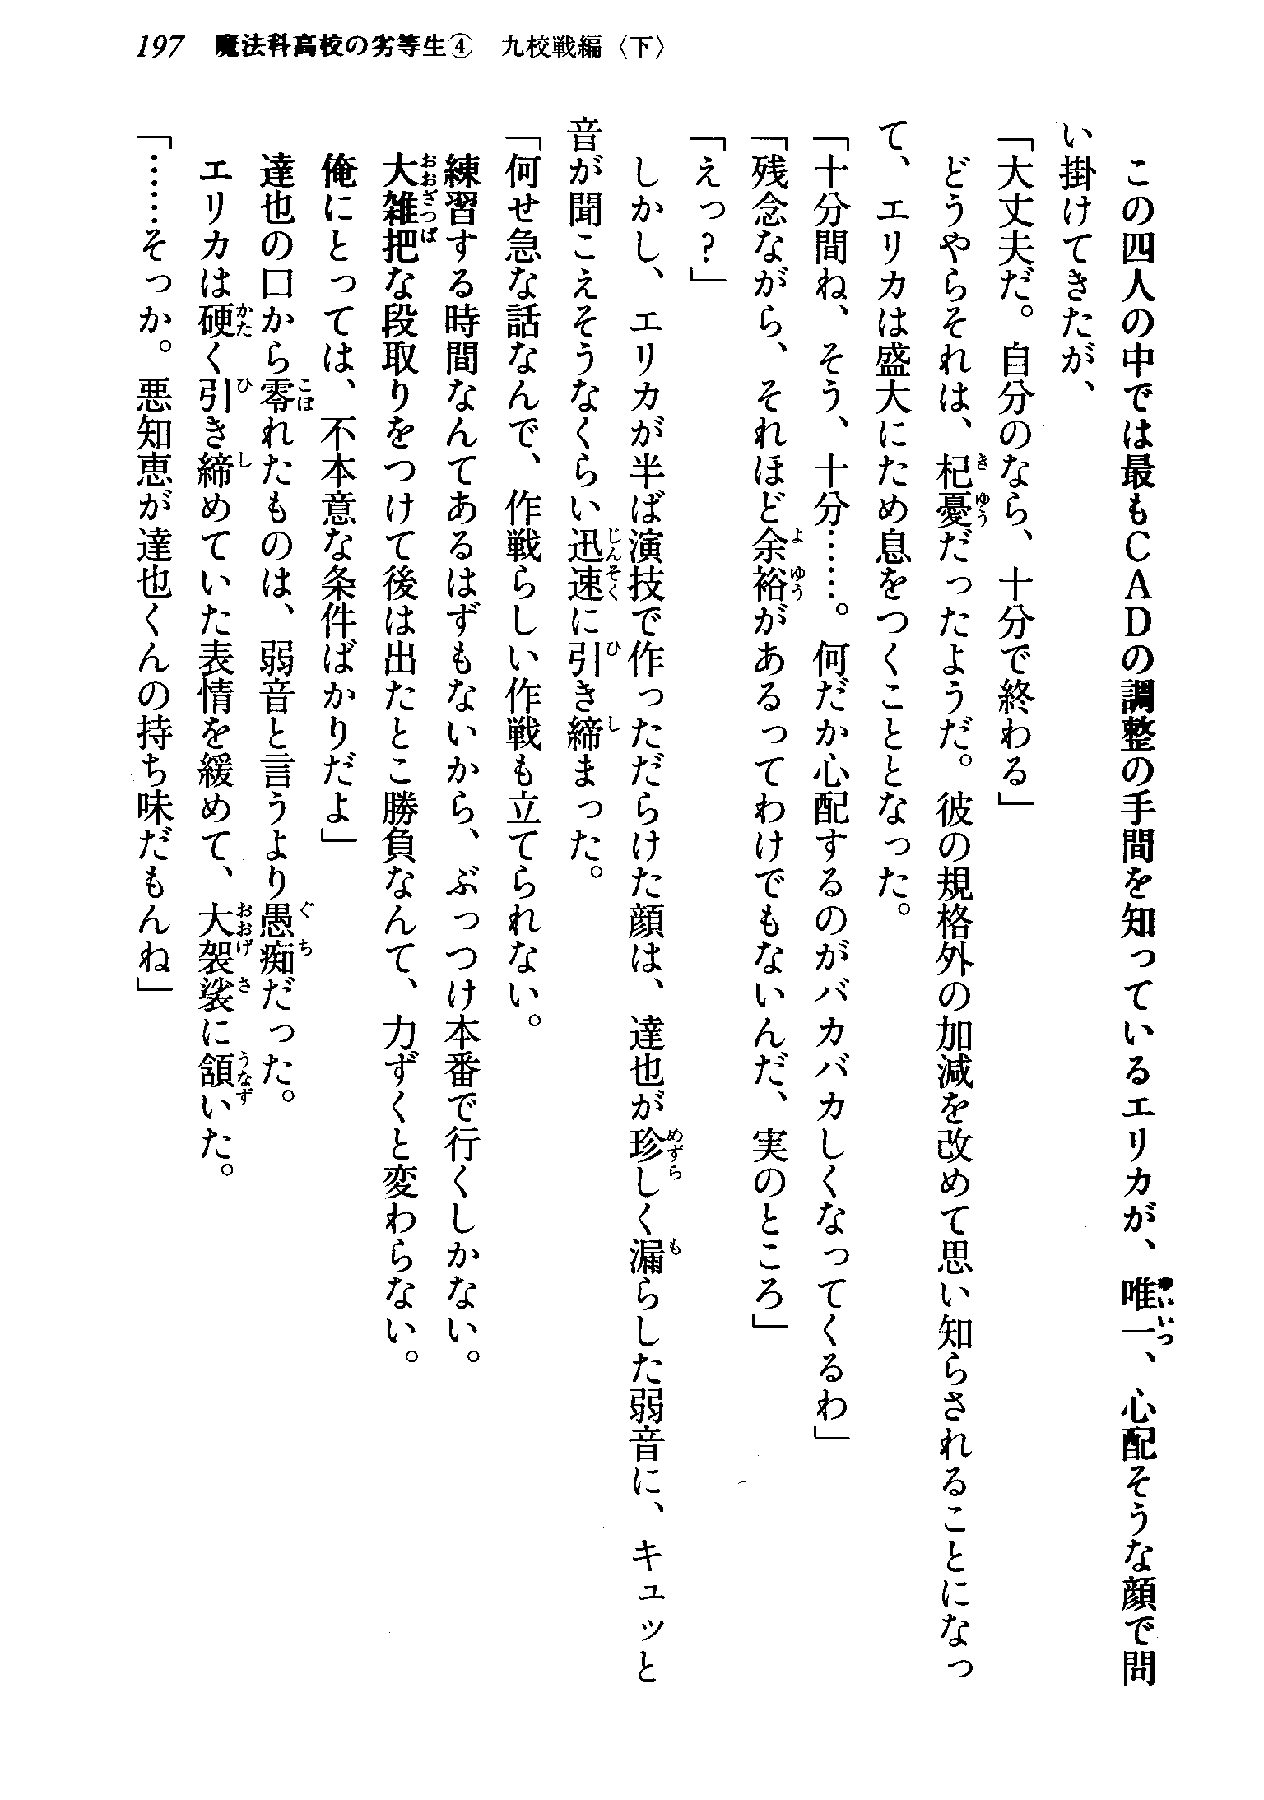 197 魔法科高校の劣等生④ 九校戦編〈下〉
この四人の中では最もCADの調整の手間を知っているエリカが、唯一、心配そうな顔で問
い掛けてきたが、
「大丈夫だ。自分のなら、十分で終わる」
どうやらそれは、杞憂だったようだ。彼の規格外の加減を改めて思い知らされることになっ
て、エリカは盛大にため息をつくこととなった。
「十分間ね、そう、十分……。何だか心配するのがバカバカしくなってくるわ」
「残念ながら、それほど余裕があるってわけでもないんだ、実のところ」
「えっ？」
しかし、エリカが半ば演技で作っただらけた顔は、達也が珍しく漏らした弱音に、キュッと
音が聞こえそうなくらい迅速に引き締まった。
「何せ急な話なんで、作戦らしい作戦も立てられない。
練習する時間なんてあるはずもないから、ぶっつけ本番で行くしかない。
大雑把な段取りをつけて後は出たとこ勝負なんて、力ずくと変わらない。
俺にとっては、不本意な条件ばかりだよ」
達也の口から零れたものは、弱音と言うより愚痴だった。
エリカは硬く引き締めていた表情を緩めて、大袈裟に頷いた。
「……そっか。悪知恵が達也くんの持ち味だもんね」